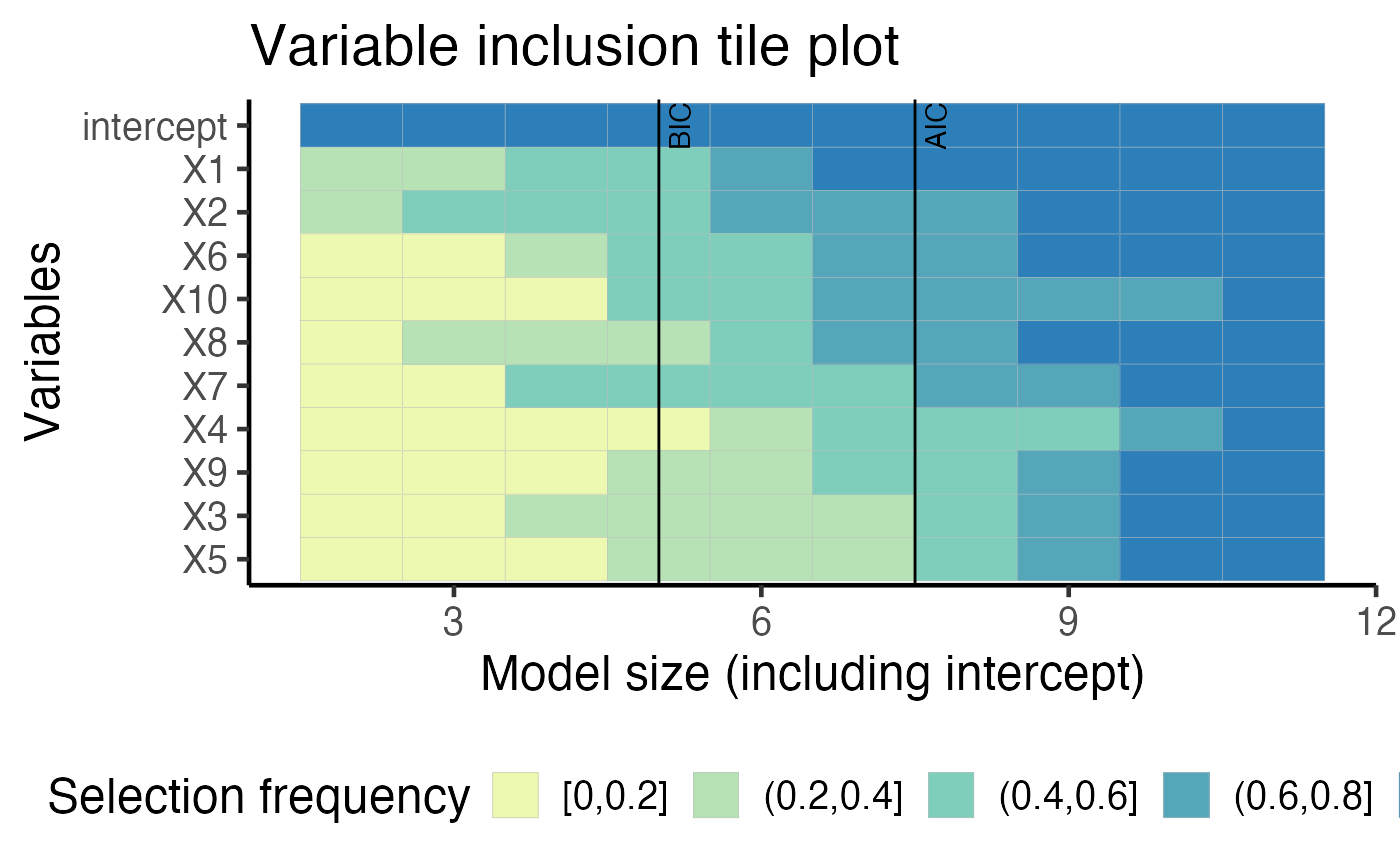 Variable inclusion tile plot
intercept
X1
X2
X6
X10
X8
X7
X4
X9
X3
X5
Variables
BIC
AIC
3 6 9 12
Model size (including intercept)
Selection frequency [0,0.2] (0.2,0.4] (0.4,0.6] (0.6,0.8]